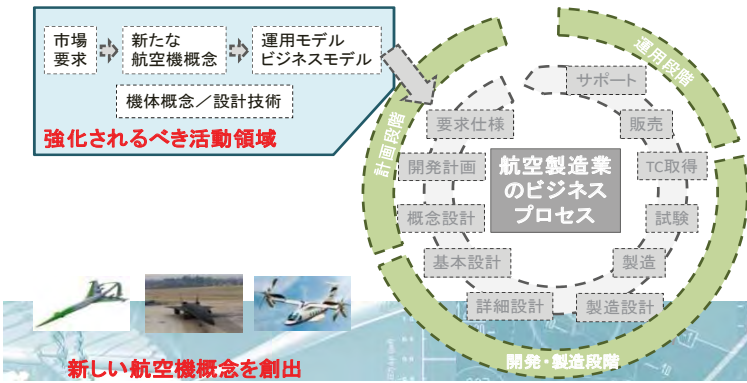 市場
要求
新たな
航空機概念
運用モデル
ビジネスモデル
機体概念／設計技術
強化されるべき活動領域
計画段階
運用段階
開発・製造段階
サポート
要求仕様
販売
開発計画
TC取得
航空製造業
のビジネス
プロセス
概念設計
試験
基本設計
製造
詳細設計
製造設計
新しい航空機概念を創出